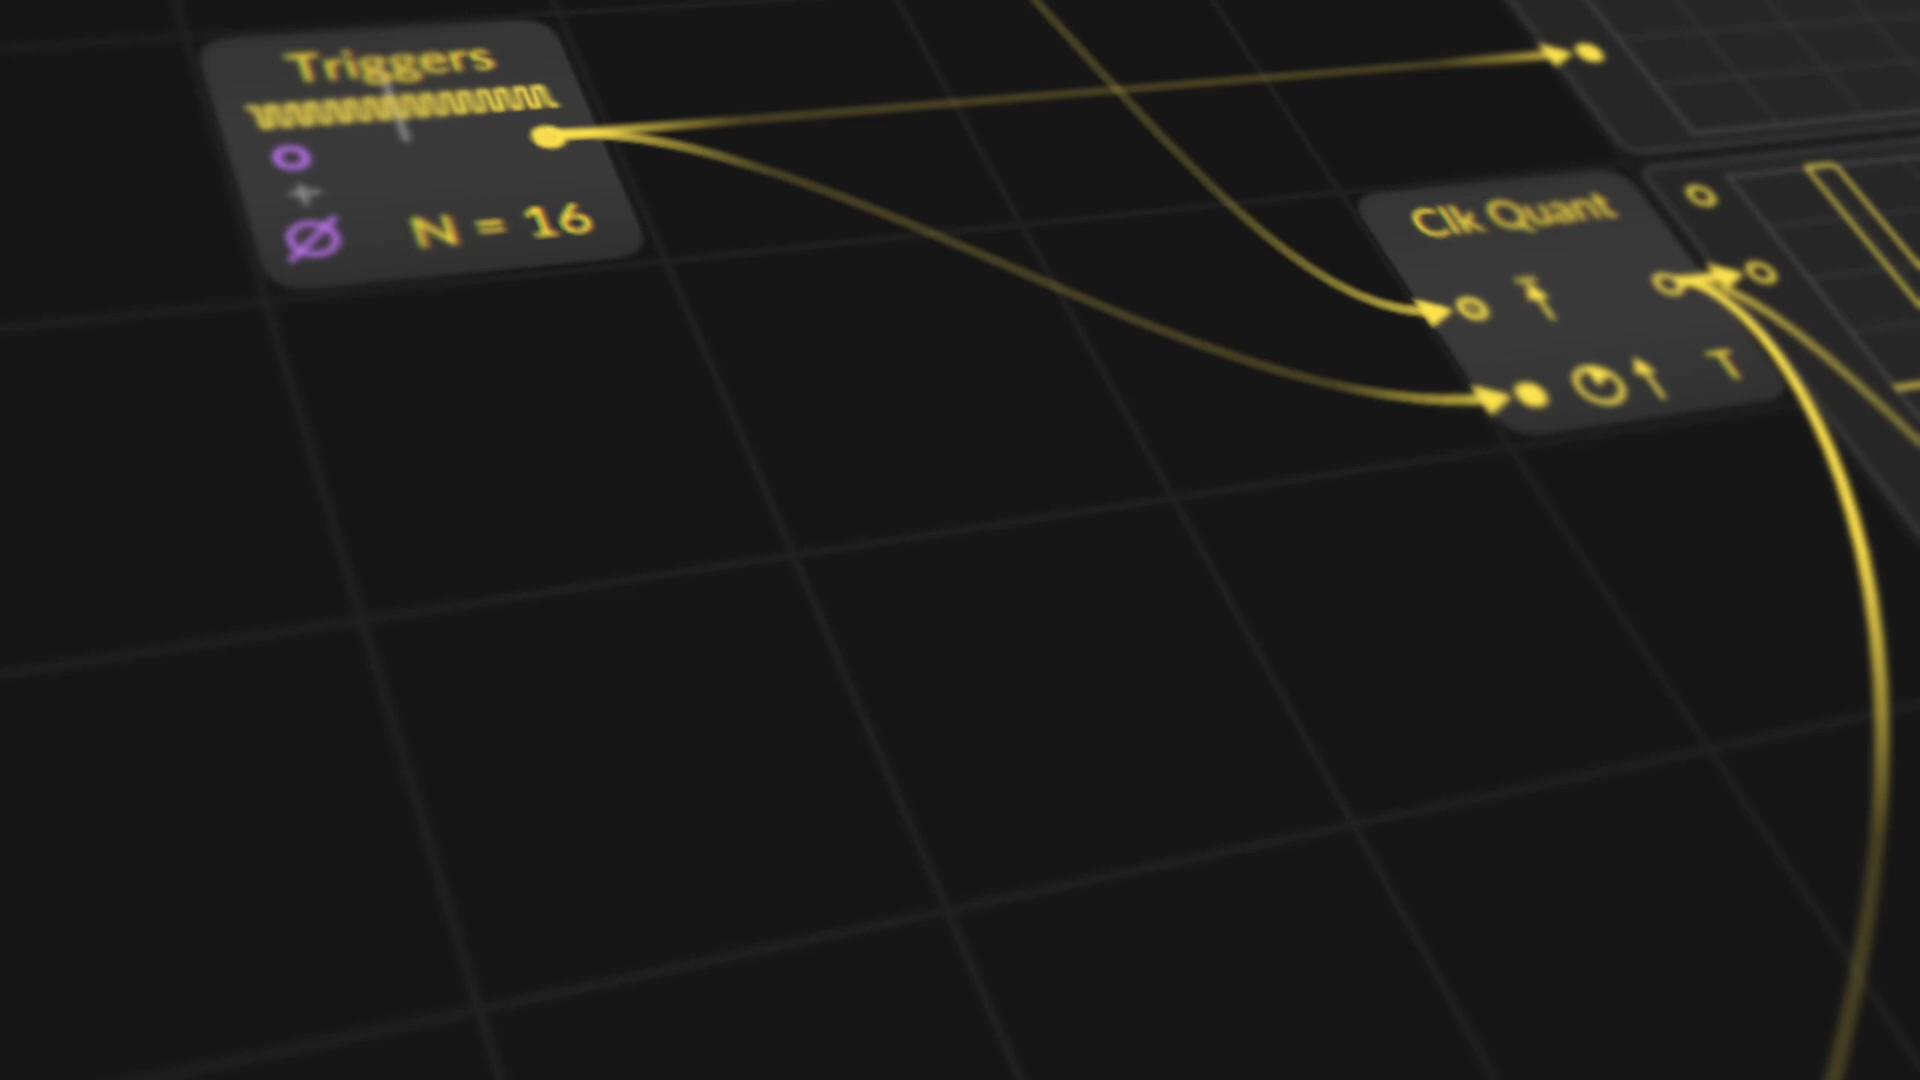 Triggers
N = 16
Clk Quant
T